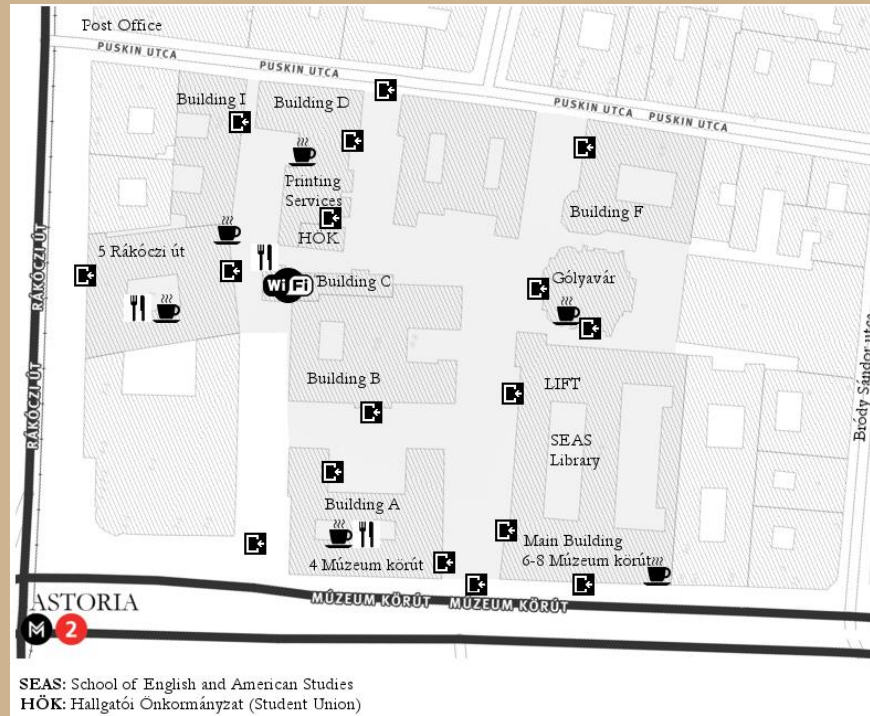 Post Office
PUSKIN UTCA
PUSKIN UTCA
PUSKIN UTCA PUSKIN UTCA
Building I
Building D
Printing
Services
HÖK
Building F
5 Rákóczi út
RÁKÓCZI ÚT
RÁKÓCZI ÚT
WiFi
Building C
Gólyavár
Building B
LIFT
SEAS
Library
Bródy Sándor utca
Building A
4 Múzeum körút
Main Building
6-8 Múzeum körút
MÚZEUM KÖRÚT MÚZEUM KÖRÚT
ASTORIA
M 2
SEAS: School of English and American Studies
HÖK: Hallgatói Önkormányzat (Student Union)